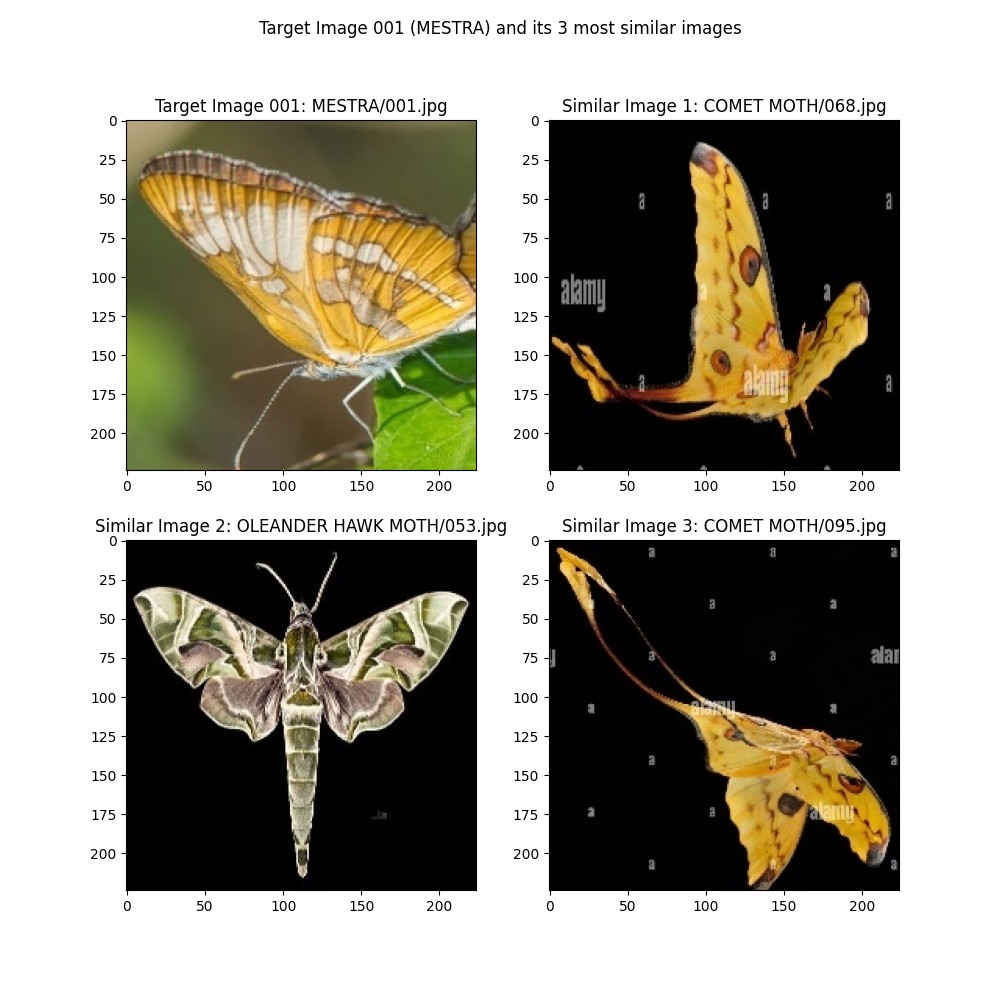 Target Image 001 (MESTRA) and its 3 most similar images
Target Image 001: MESTRA/001.jpg
Similar Image 1: COMET MOTH/068.jpg
0
25
50
75
100
125
150
175
200
0
50
100
150
200
0
25
50
75
100
125
150
175
200
0
50
100
150
200
a
a
a
alamy
a
a
a
alamy
a
a
a
a
Similar Image 2: OLEANDER HAWK MOTH/053.jpg
Similar Image 3: COMET MOTH/095.jpg
0
25
50
75
100
125
150
175
200
0
50
100
150
200
0
25
50
75
100
125
150
175
200
0
50
100
150
200
a
a
a
a
a
a
a
a
alam
alamy
a
a
a
a
a
a
a
alamy
a
a
a
a